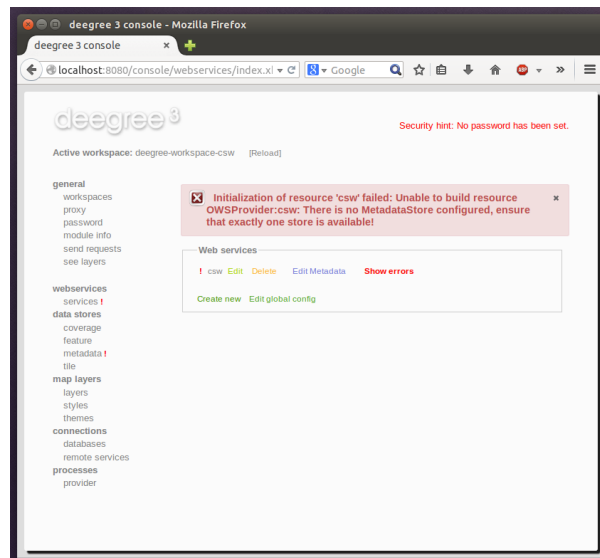 deegree 3 console - Mozilla Firefox
deegree 3 console
localhost:8080/console/webservices/index.xl
Google
ABP
deegree 3
Security hint: No password has been set.
Active workspace: deegree-workspace-csw [Reload]
general
workspaces
proxy
password
module info
send requests
see layers
webservices
services !
data stores
coverage
feature
metadata !
tile
map layers
layers
styles
themes
connections
databases
remote services
processes
provider
Initialization of resource 'csw' failed: Unable to build resource
OWSProvider:csw: There is no MetadataStore configured, ensure
that exactly one store is available!
Web services
! csw Edit Delete Edit Metadata Show errors
Create new Edit global config